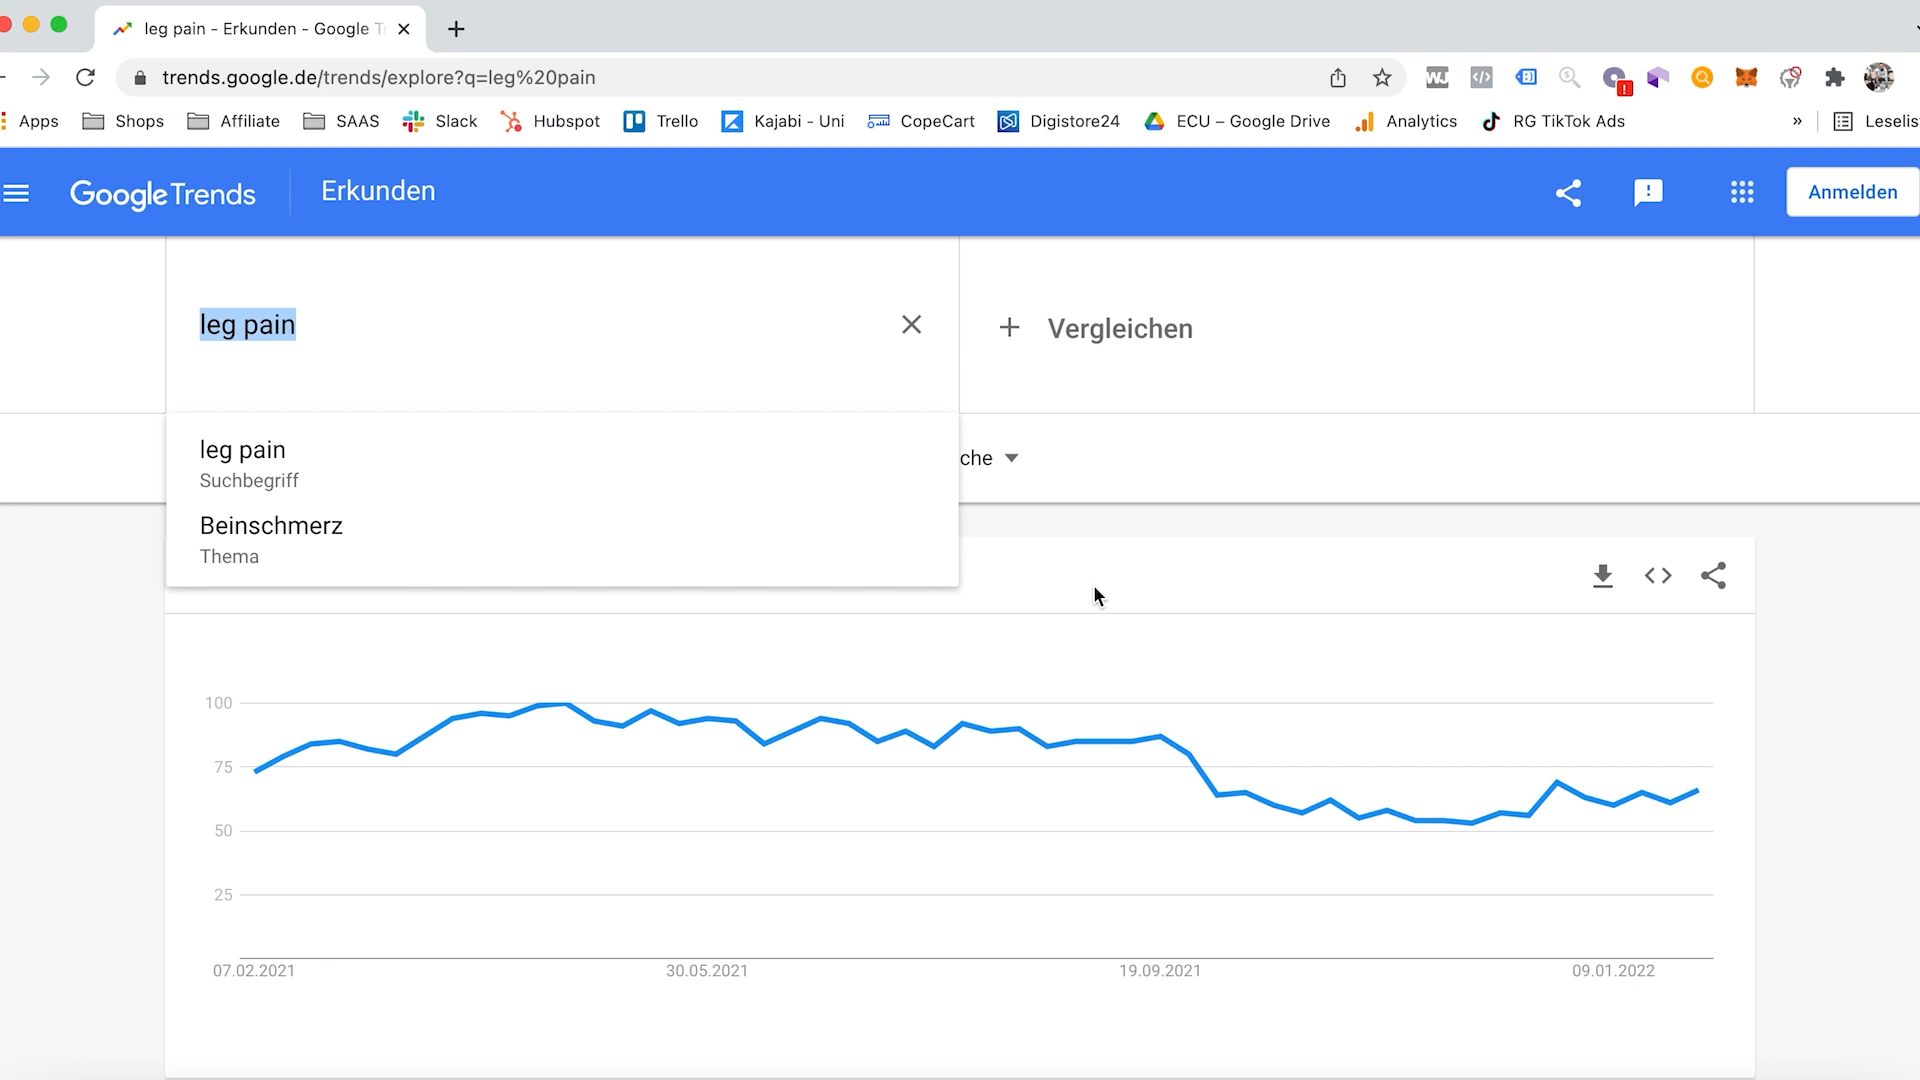 leg pain - Erkunden - Google T
trends.google.de/trends/explore?q=leg%20pain
Apps Shops Affiliate SAAS Slack Hubspot Trello Kajabi - Uni CopeCart Digistore24 ECU – Google Drive Analytics RG TikTok Ads » Leselis
Google Trends Erkunden Anmelden
leg pain
+ Vergleichen
leg pain
Suchbegriff
che
Beinschmerz
Thema
100
75
50
25
07.02.2021 30.05.2021 19.09.2021 09.01.2022